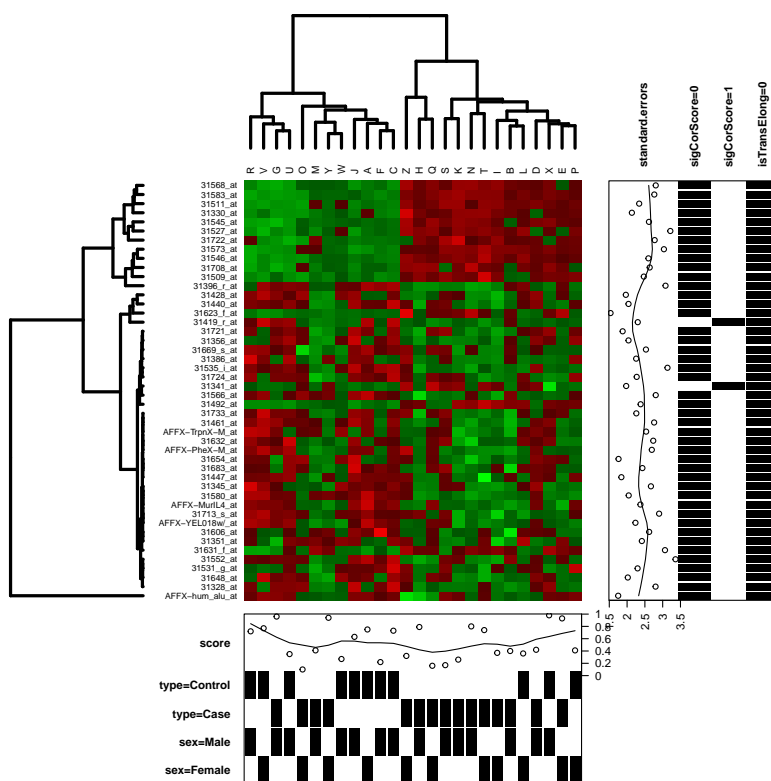 standard.errors
sigCorScore=0
sigCorScore=1
isTransElong=0
R V G U O M Y W J A F C Z H Q S K N T I B L D X E P
31568_at
31583_at
31511_at
31330_at
31545_at
31527_at
31722_at
31573_at
31546_at
31708_at
31509_at
31396_r_at
31428_at
31440_at
31623_f_at
31419_r_at
31721_at
31356_at
31669_s_at
31386_at
31535_i_at
31724_at
31341_at
31566_at
31492_at
31733_at
31461_at
AFFX-TrpnX-M_at
31632_at
AFFX-PheX-M_at
31654_at
31683_at
31447_at
31345_at
31580_at
AFFX-MurIL4_at
31713_s_at
AFFX-YEL018w/_at
31606_at
31351_at
31631_f_at
31552_at
31531_g_at
31648_at
31328_at
AFFX-hum_alu_at
1.5 2 2.5 3 3.5
score
0 0.2 0.4 0.6 0.8 1
type=Control
type=Case
sex=Male
sex=Female